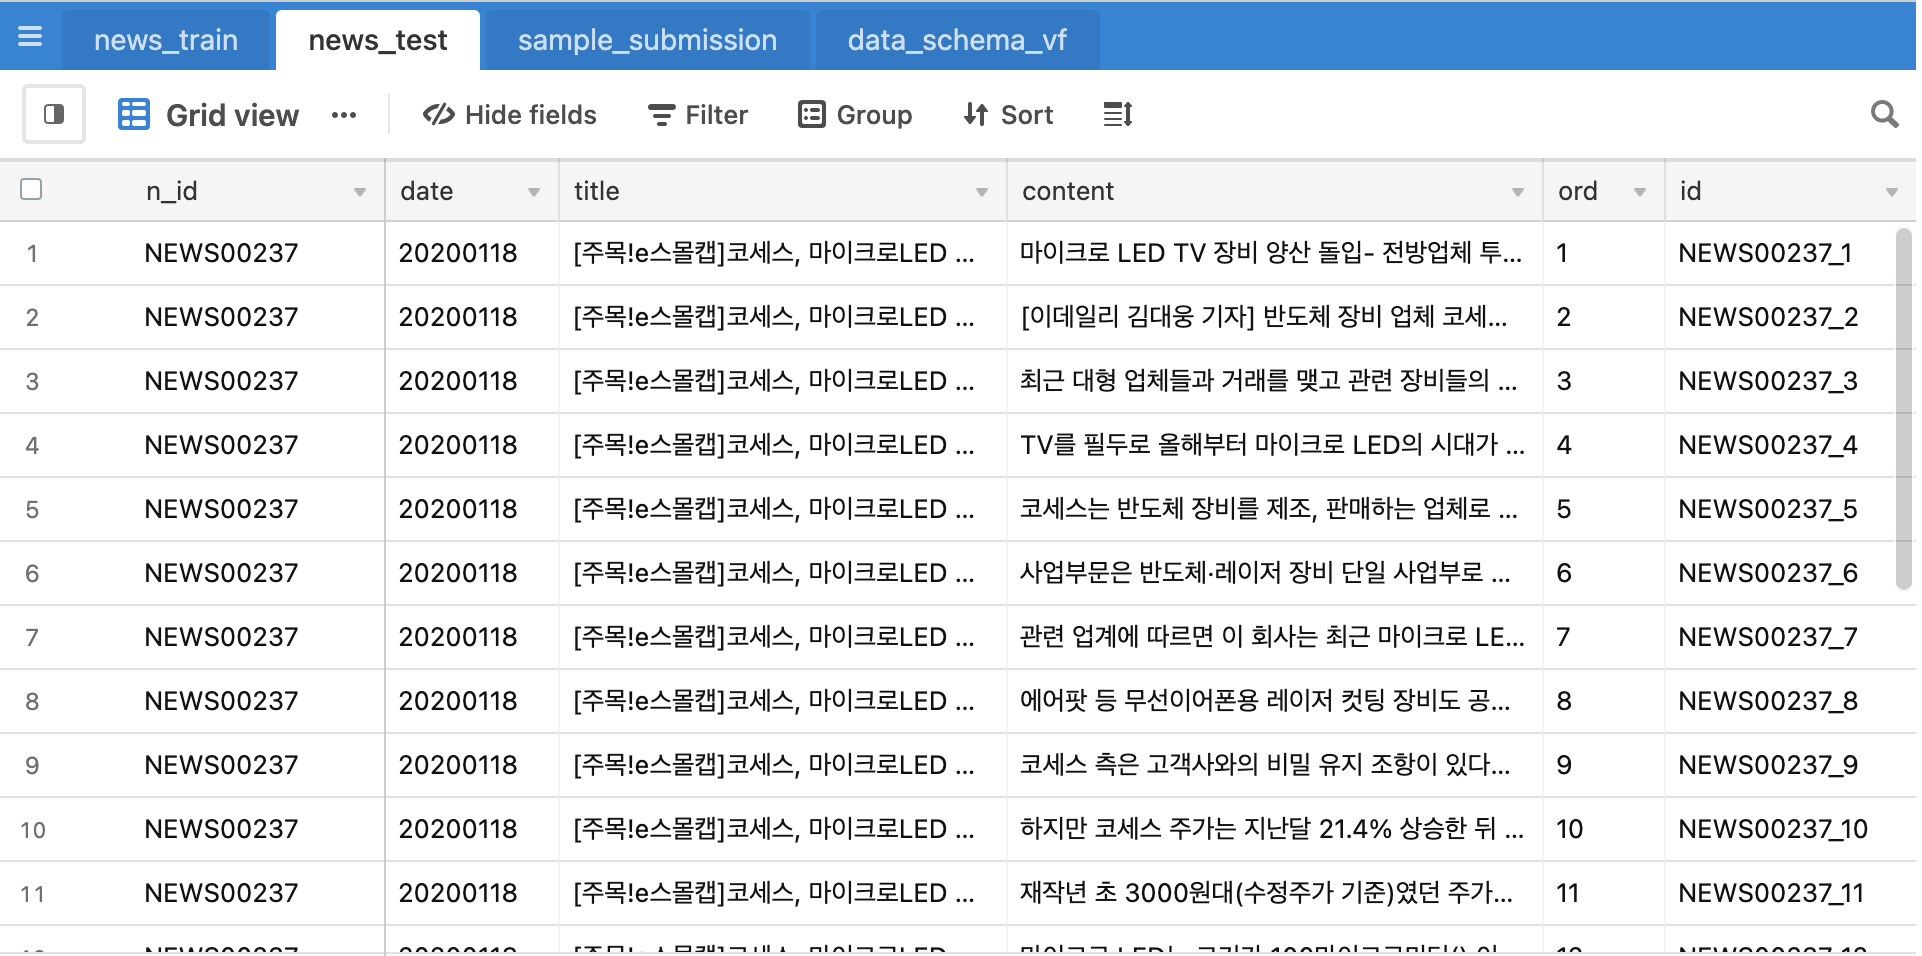 news_train news_test sample_submission data_schema_vf
Grid view ... Hide fields Filter Group Sort
n_id date title content ord id
1 NEWS00237 20200118 [주목!e스몰캡]코세스, 마이크로LED ... 마이크로 LED TV 장비 양산 돌입- 전방업체 투... 1 NEWS00237_1
2 NEWS00237 20200118 [주목!e스몰캡]코세스, 마이크로LED ... [이데일리 김대웅 기자] 반도체 장비 업체 코세... 2 NEWS00237_2
3 NEWS00237 20200118 [주목!e스몰캡]코세스, 마이크로LED ... 최근 대형 업체들과 거래를 맺고 관련 장비들의 ... 3 NEWS00237_3
4 NEWS00237 20200118 [주목!e스몰캡]코세스, 마이크로LED ... TV를 필두로 올해부터 마이크로 LED의 시대가 ... 4 NEWS00237_4
5 NEWS00237 20200118 [주목!e스몰캡]코세스, 마이크로LED ... 코세스는 반도체 장비를 제조, 판매하는 업체로 ... 5 NEWS00237_5
6 NEWS00237 20200118 [주목!e스몰캡]코세스, 마이크로LED ... 사업부문은 반도체·레이저 장비 단일 사업부로 ... 6 NEWS00237_6
7 NEWS00237 20200118 [주목!e스몰캡]코세스, 마이크로LED ... 관련 업계에 따르면 이 회사는 최근 마이크로 LE... 7 NEWS00237_7
8 NEWS00237 20200118 [주목!e스몰캡]코세스, 마이크로LED ... 에어팟 등 무선이어폰용 레이저 컷팅 장비도 공... 8 NEWS00237_8
9 NEWS00237 20200118 [주목!e스몰캡]코세스, 마이크로LED ... 코세스 측은 고객사와의 비밀 유지 조항이 있다... 9 NEWS00237_9
10 NEWS00237 20200118 [주목!e스몰캡]코세스, 마이크로LED ... 하지만 코세스 주가는 지난달 21.4% 상승한 뒤 ... 10 NEWS00237_10
11 NEWS00237 20200118 [주목!e스몰캡]코세스, 마이크로LED ... 재작년 초 3000원대(수정주가 기준)였던 주가... 11 NEWS00237_11